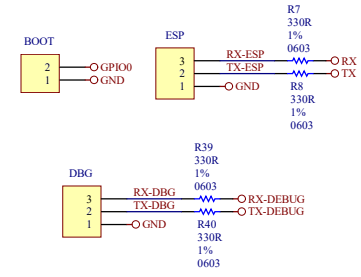 R7
330R
1%
0603
BOOT
ESP
2 GPIO0
1 GND
3 RX-ESP RX
2 TX-ESP TX
1 GND
R8
330R
1%
0603
R39
330R
1%
0603
DBG
3 RX-DBG RX-DEBUG
2 TX-DBG TX-DEBUG
1 GND
R40
330R
1%
0603